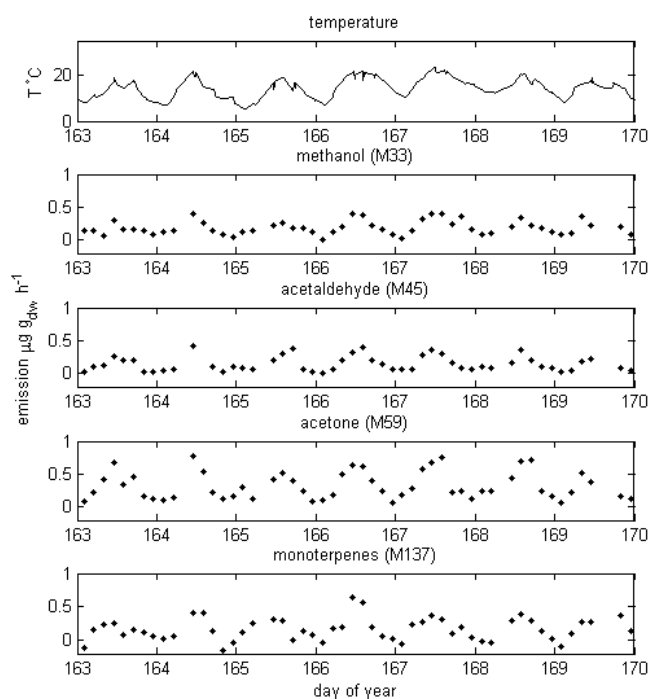 temperature
T °C
20
0
163 164 165 166 167 168 169 170
methanol (M33)
1
0.5
0
163 164 165 166 167 168 169 170
acetaldehyde (M45)
1
0.5
0
163 164 165 166 167 168 169 170
acetone (M59)
1
0.5
0
163 164 165 166 167 168 169 170
monoterpenes (M137)
1
0.5
0
163 164 165 166 167 168 169 170
day of year
emission μg g_dw h⁻¹